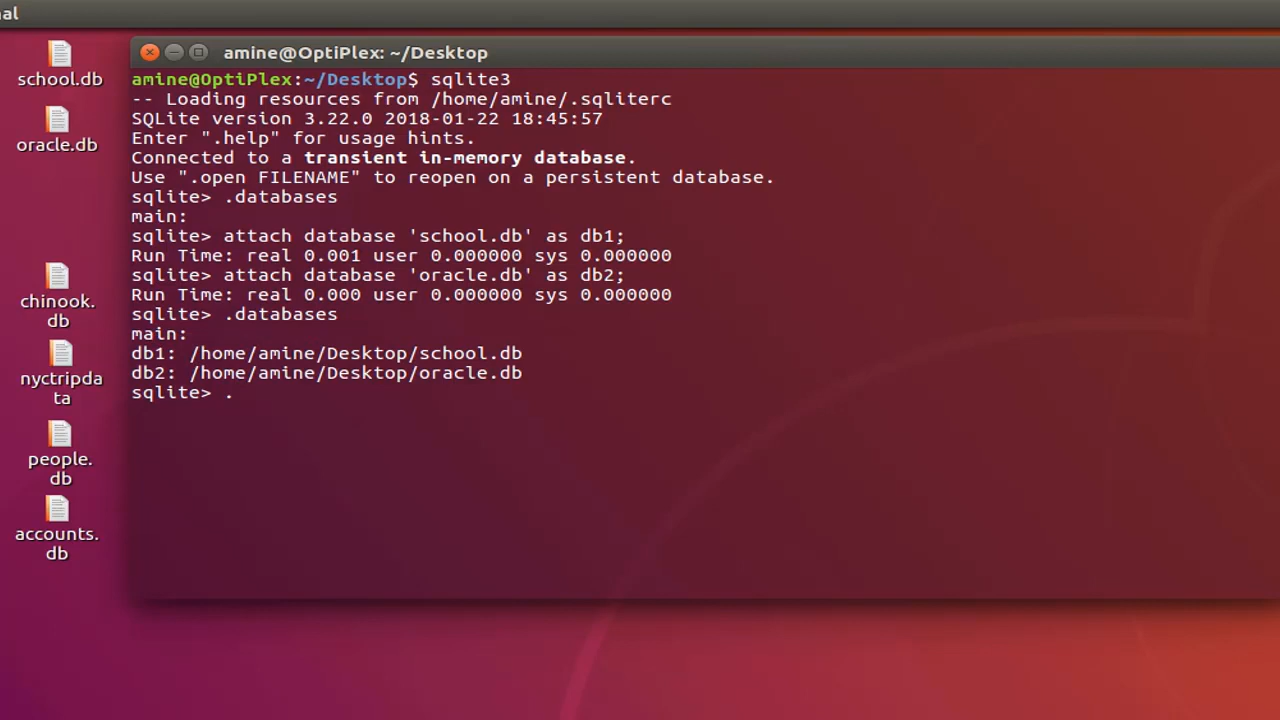 al
school.db
oracle.db
chinook.
db
nyctripda
ta
people.
db
accounts.
db
amine@OptiPlex: ~/Desktop
amine@OptiPlex:~/Desktop$ sqlite3
-- Loading resources from /home/amine/.sqliterc
SQLite version 3.22.0 2018-01-22 18:45:57
Enter ".help" for usage hints.
Connected to a transient in-memory database.
Use ".open FILENAME" to reopen on a persistent database.
sqlite> .databases
main:
sqlite> attach database 'school.db' as db1;
Run Time: real 0.001 user 0.000000 sys 0.000000
sqlite> attach database 'oracle.db' as db2;
Run Time: real 0.000 user 0.000000 sys 0.000000
sqlite> .databases
main:
db1: /home/amine/Desktop/school.db
db2: /home/amine/Desktop/oracle.db
sqlite> .